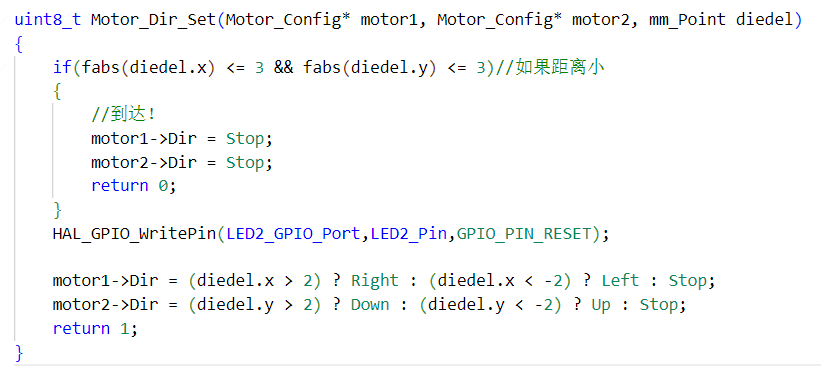 uint8_t Motor_Dir_Set(Motor_Config* motor1, Motor_Config* motor2, mm_Point diedel)
{
    if(fabs(diedel.x) <= 3 && fabs(diedel.y) <= 3)//如果距离小
    {
        //到达！
        motor1->Dir = Stop;
        motor2->Dir = Stop;
        return 0;
    }
    HAL_GPIO_WritePin(LED2_GPIO_Port,LED2_Pin,GPIO_PIN_RESET);

    motor1->Dir = (diedel.x > 2) ? Right : (diedel.x < -2) ? Left : Stop;
    motor2->Dir = (diedel.y > 2) ? Down : (diedel.y < -2) ? Up : Stop;
    return 1;
}